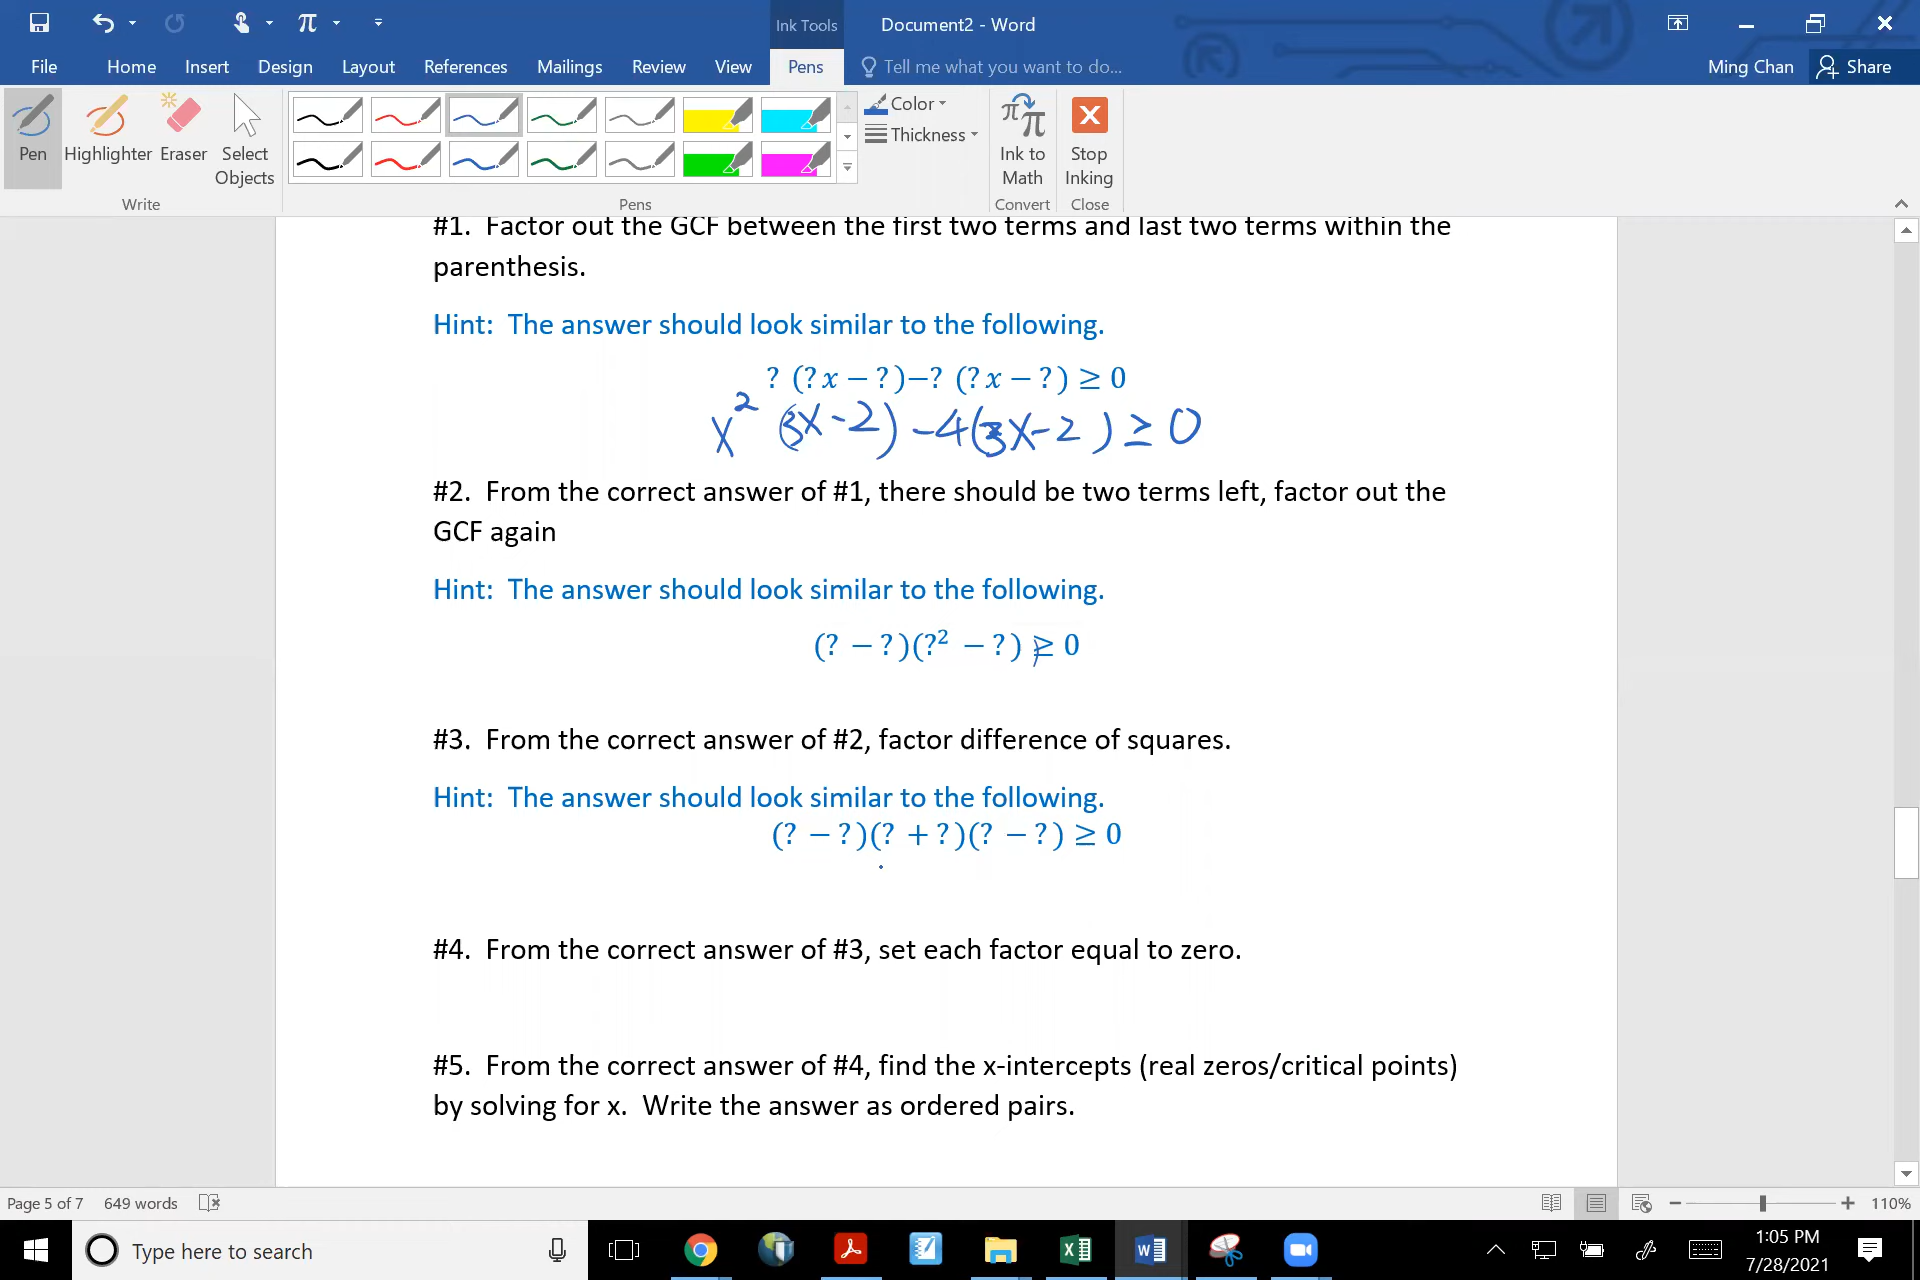 Ink Tools
Document2 - Word
File Home Insert Design Layout References Mailings Review View Pens Tell me what you want to do... Ming Chan Share
Pen Highlighter Eraser Select Objects
Color
Thickness
Ink to Math
Stop Inking
Write Pens Convert Close
#1. Factor out the GCF between the first two terms and last two terms within the
parenthesis.
Hint: The answer should look similar to the following.
? (?x − ?)−? (?x − ?) ≥ 0
x² (3x-2) -4(3x-2) ≥ 0
#2. From the correct answer of #1, there should be two terms left, factor out the
GCF again
Hint: The answer should look similar to the following.
(? − ?)(?² − ?) ≥ 0
#3. From the correct answer of #2, factor difference of squares.
Hint: The answer should look similar to the following.
(? − ?)(? + ?)(? − ?) ≥ 0
#4. From the correct answer of #3, set each factor equal to zero.
#5. From the correct answer of #4, find the x-intercepts (real zeros/critical points)
by solving for x. Write the answer as ordered pairs.
Page 5 of 7 649 words 110%
Type here to search
1:05 PM
7/28/2021